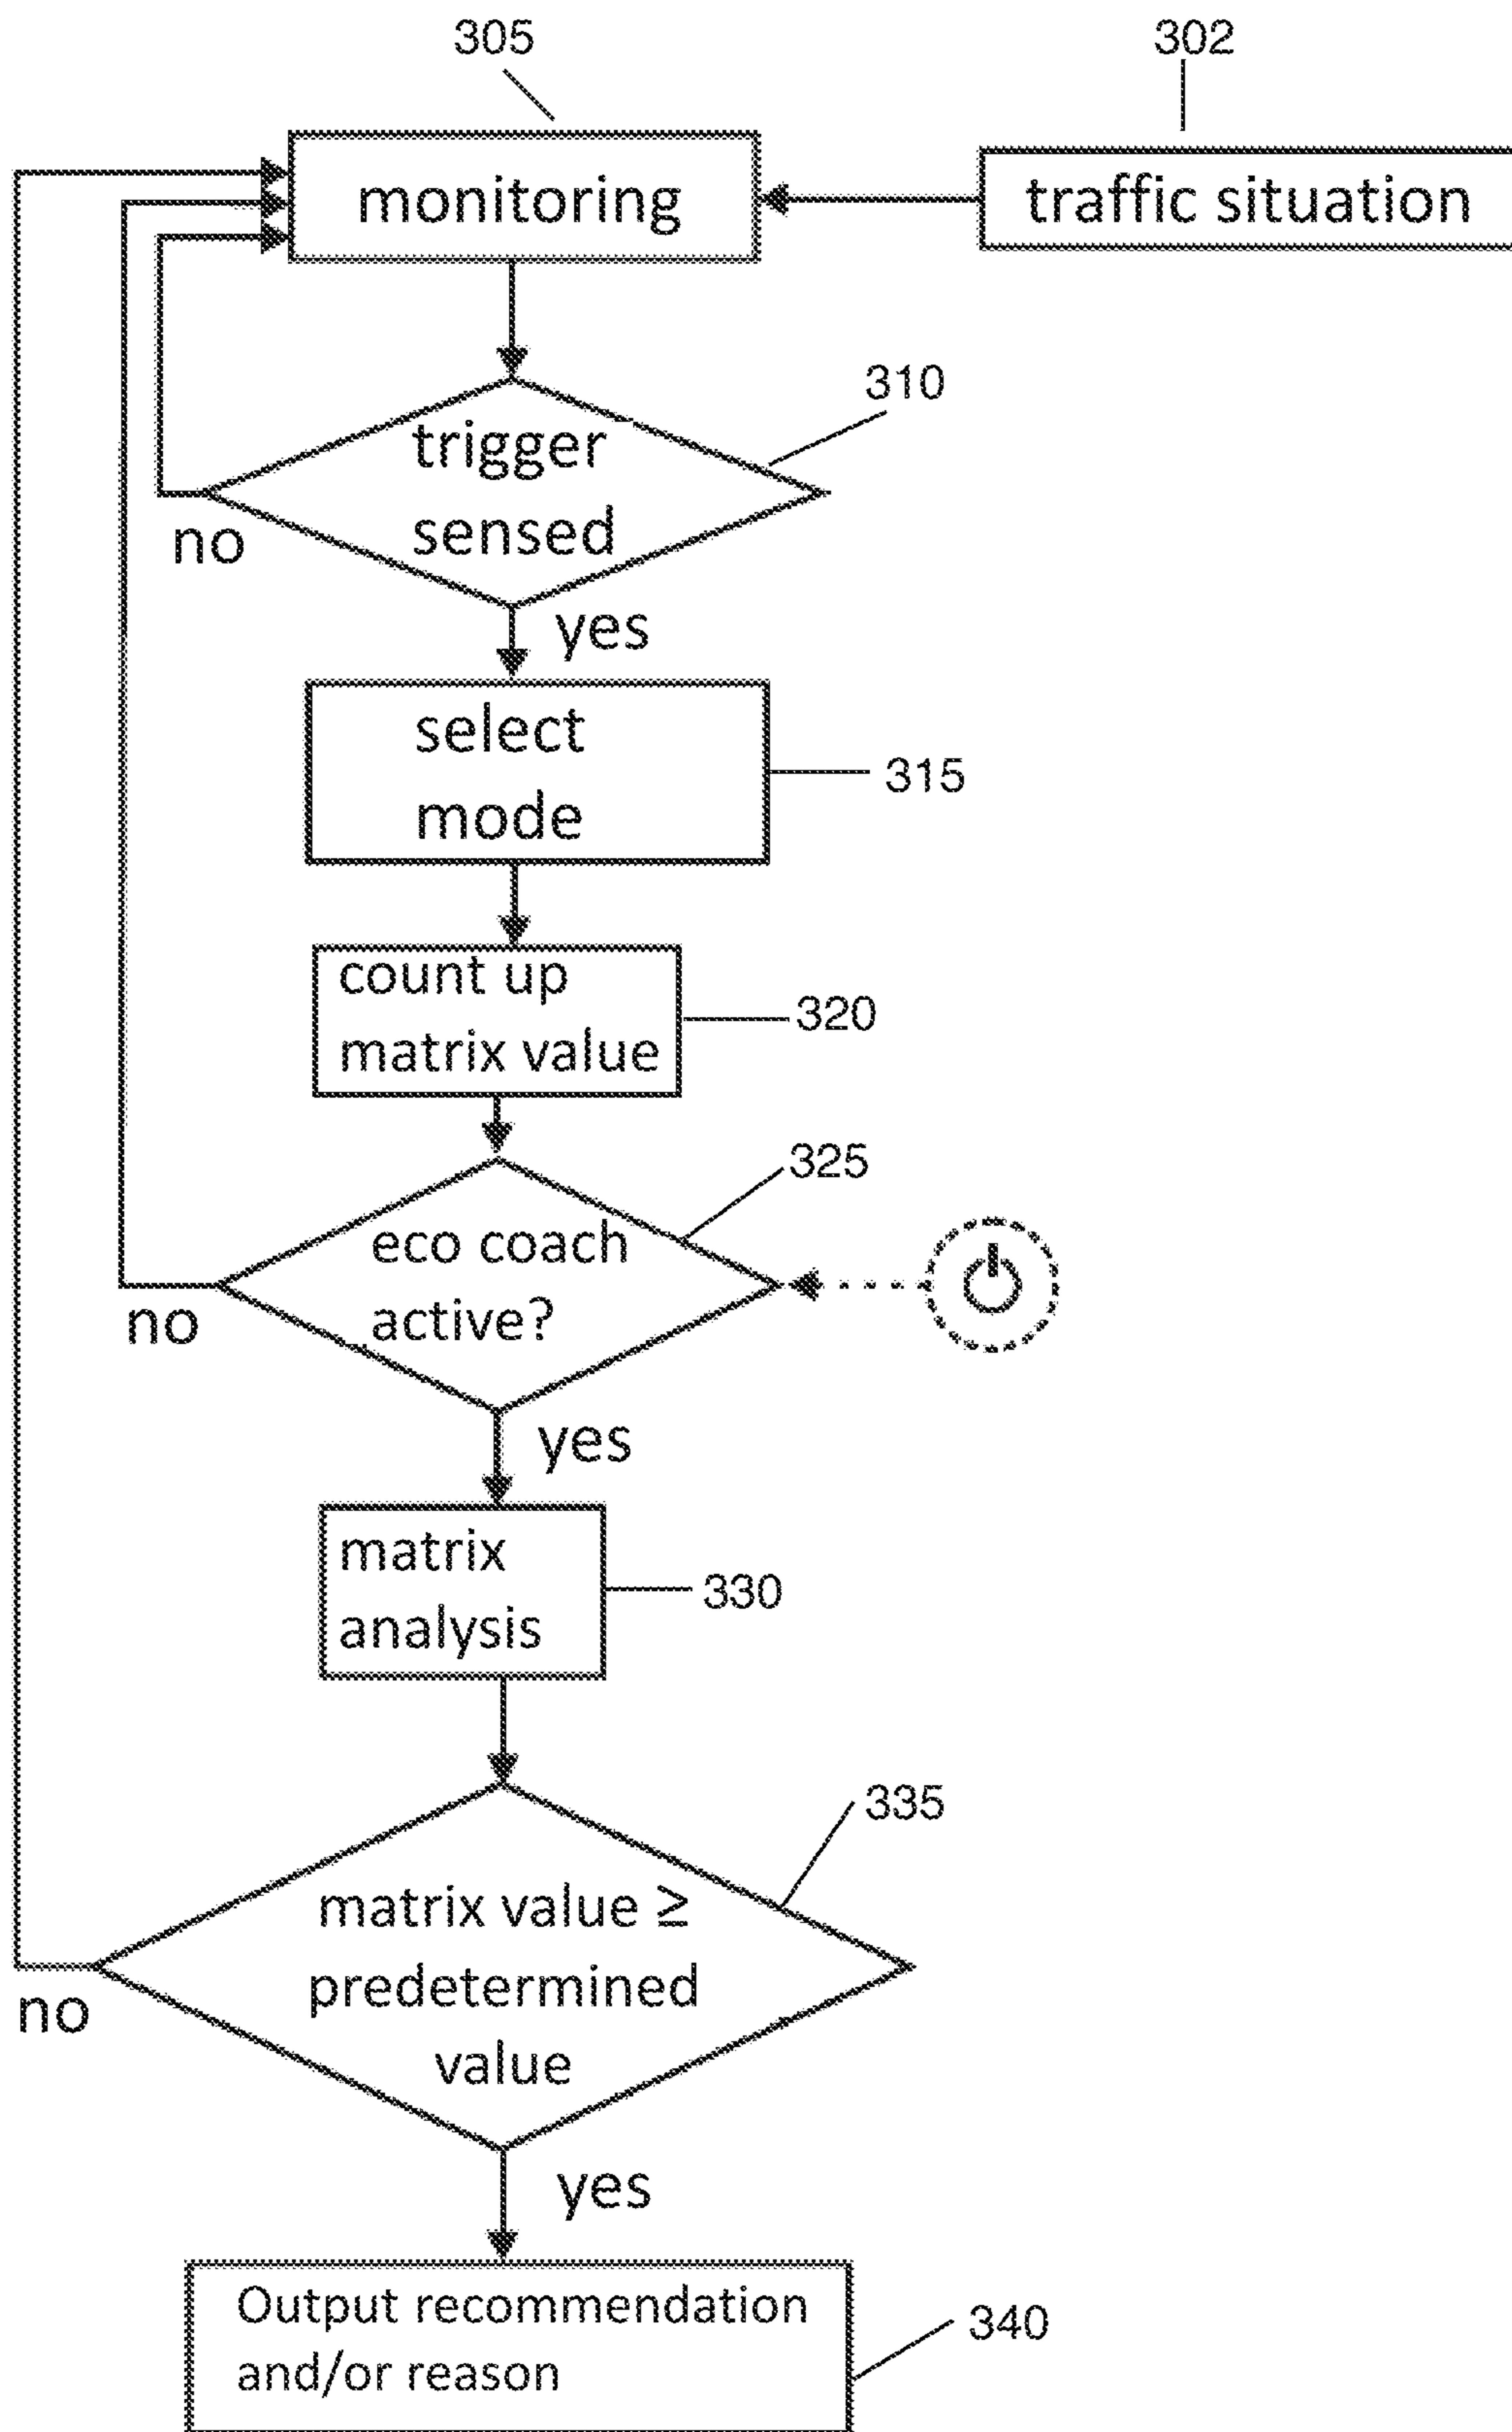 305
302
monitoring
traffic situation
310
trigger
sensed
no
yes
select
mode
315
count up
matrix value
320
325
eco coach
active?
no
yes
matrix
analysis
330
335
matrix value ≥
predetermined
value
no
yes
Output recommendation
and/or reason
340